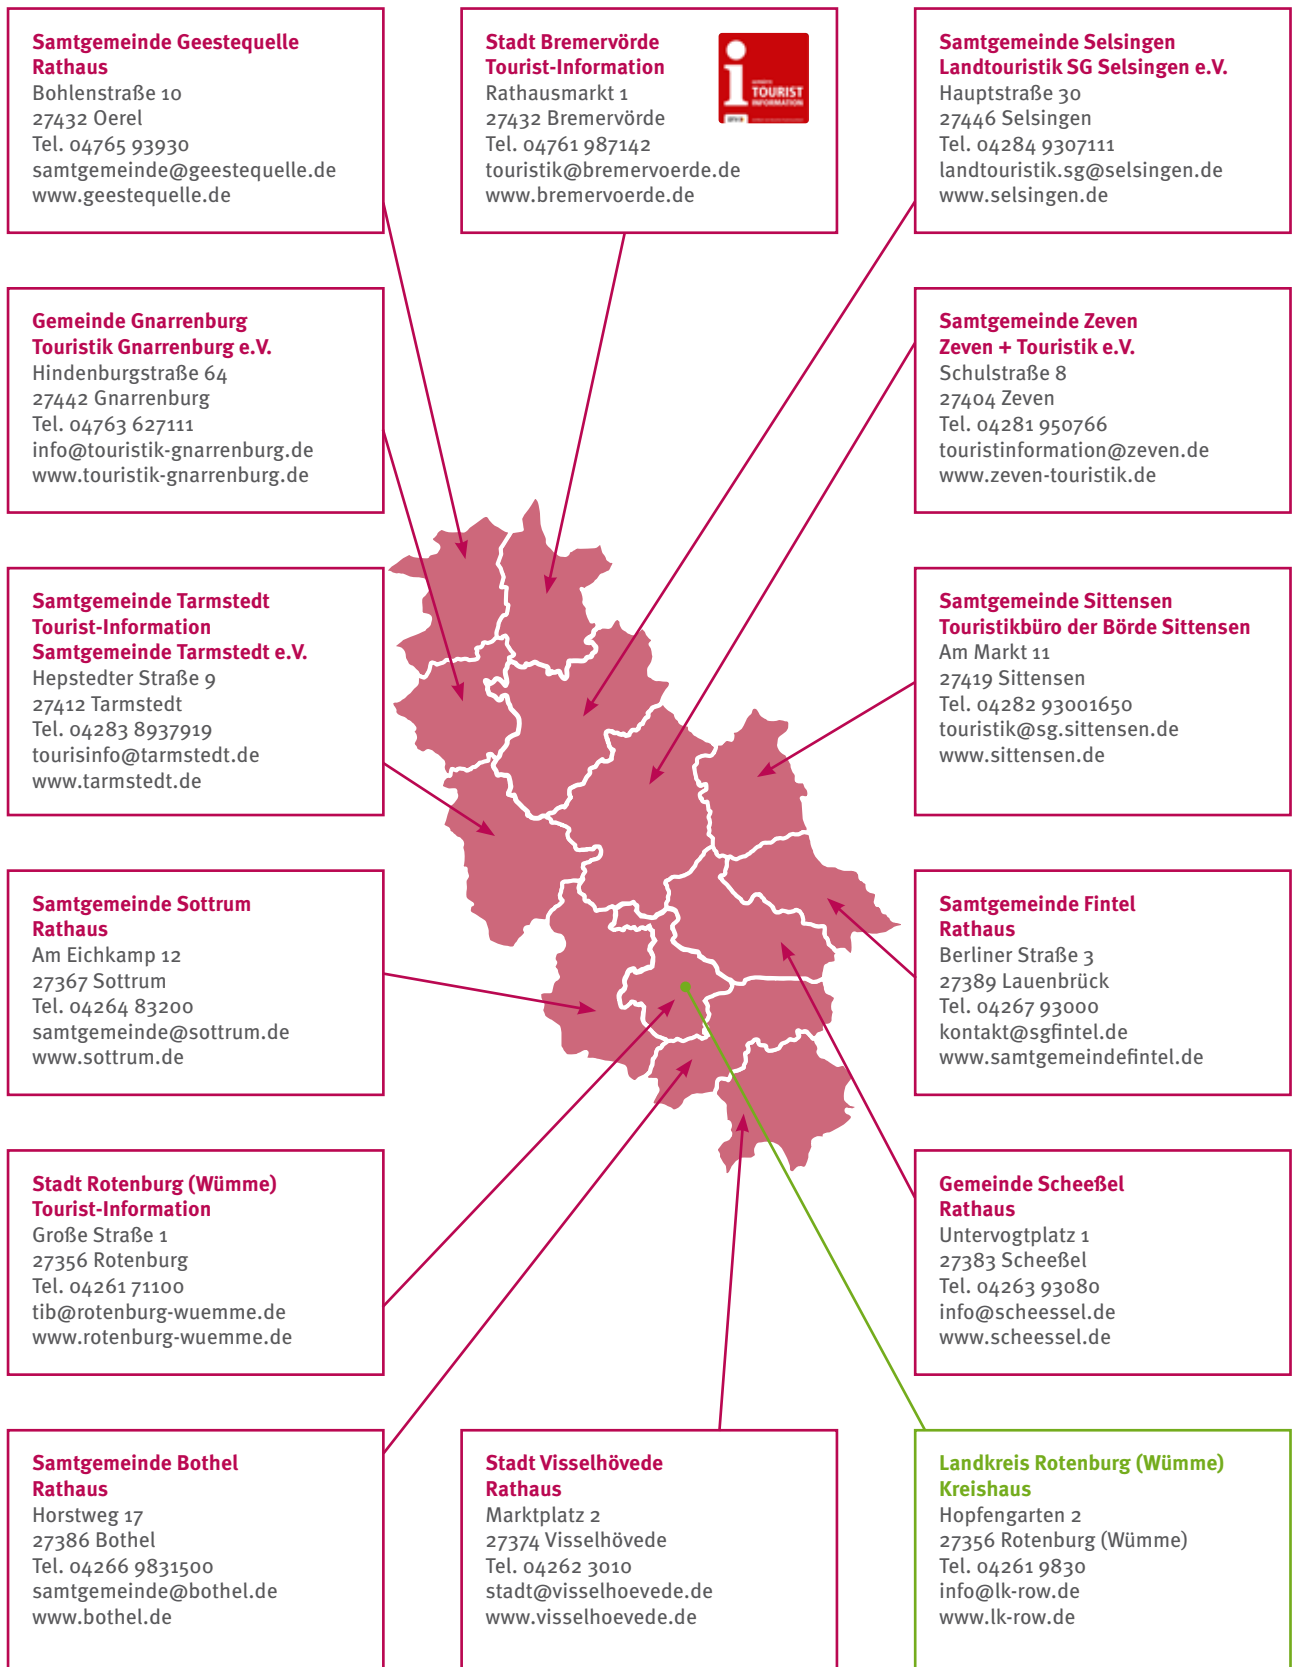 Samtgemeinde Geestequelle
Rathaus
Bohlenstraße 10
27432 Oerel
Tel. 04765 93930
samtgemeinde@geestequelle.de
www.geestequelle.de
Stadt Bremervörde
Tourist-Information
Rathausmarkt 1
27432 Bremervörde
Tel. 04761 987142
touristik@bremervoerde.de
www.bremervoerde.de
i
TOURIST
INFORMATION
Samtgemeinde Selsingen
Landtouristik SG Selsingen e.V.
Hauptstraße 30
27446 Selsingen
Tel. 04284 9307111
landtouristik.sg@selsingen.de
www.selsingen.de
Gemeinde Gnarrenburg
Touristik Gnarrenburg e.V.
Hindenburgstraße 64
27442 Gnarrenburg
Tel. 04763 627111
info@touristik-gnarrenburg.de
www.touristik-gnarrenburg.de
Samtgemeinde Zeven
Zeven + Touristik e.V.
Schulstraße 8
27404 Zeven
Tel. 04281 950766
touristinformation@zeven.de
www.zeven-touristik.de
Samtgemeinde Tarmstedt
Tourist-Information
Samtgemeinde Tarmstedt e.V.
Hepstedter Straße 9
27412 Tarmstedt
Tel. 04283 8937919
tourisinfo@tarmstedt.de
www.tarmstedt.de
Samtgemeinde Sittensen
Touristikbüro der Börde Sittensen
Am Markt 11
27419 Sittensen
Tel. 04282 93001650
touristik@sg.sittensen.de
www.sittensen.de
Samtgemeinde Sottrum
Rathaus
Am Eichkamp 12
27367 Sottrum
Tel. 04264 83200
samtgemeinde@sottrum.de
www.sottrum.de
Samtgemeinde Fintel
Rathaus
Berliner Straße 3
27389 Lauenbrück
Tel. 04267 93000
kontakt@sgfintel.de
www.samtgemeindefintel.de
Stadt Rotenburg (Wümme)
Tourist-Information
Große Straße 1
27356 Rotenburg
Tel. 04261 71100
tib@rotenburg-wuemme.de
www.rotenburg-wuemme.de
Gemeinde Scheeßel
Rathaus
Untervogtplatz 1
27383 Scheeßel
Tel. 04263 93080
info@scheessel.de
www.scheessel.de
Samtgemeinde Bothel
Rathaus
Horstweg 17
27386 Bothel
Tel. 04266 9831500
samtgemeinde@bothel.de
www.bothel.de
Stadt Visselhövede
Rathaus
Marktplatz 2
27374 Visselhövede
Tel. 04262 3010
stadt@visselhoevede.de
www.visselhoevede.de
Landkreis Rotenburg (Wümme)
Kreishaus
Hopfengarten 2
27356 Rotenburg (Wümme)
Tel. 04261 9830
info@lk-row.de
www.lk-row.de